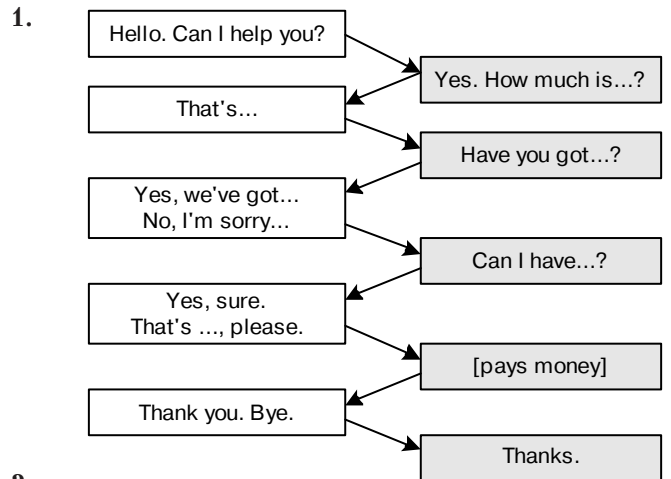 1.
Hello. Can I help you?
Yes. How much is...?
That's...
Have you got...?
Yes, we've got...
No, I'm sorry...
Can I have...?
Yes, sure.
That's ..., please.
[pays money]
Thank you. Bye.
Thanks.